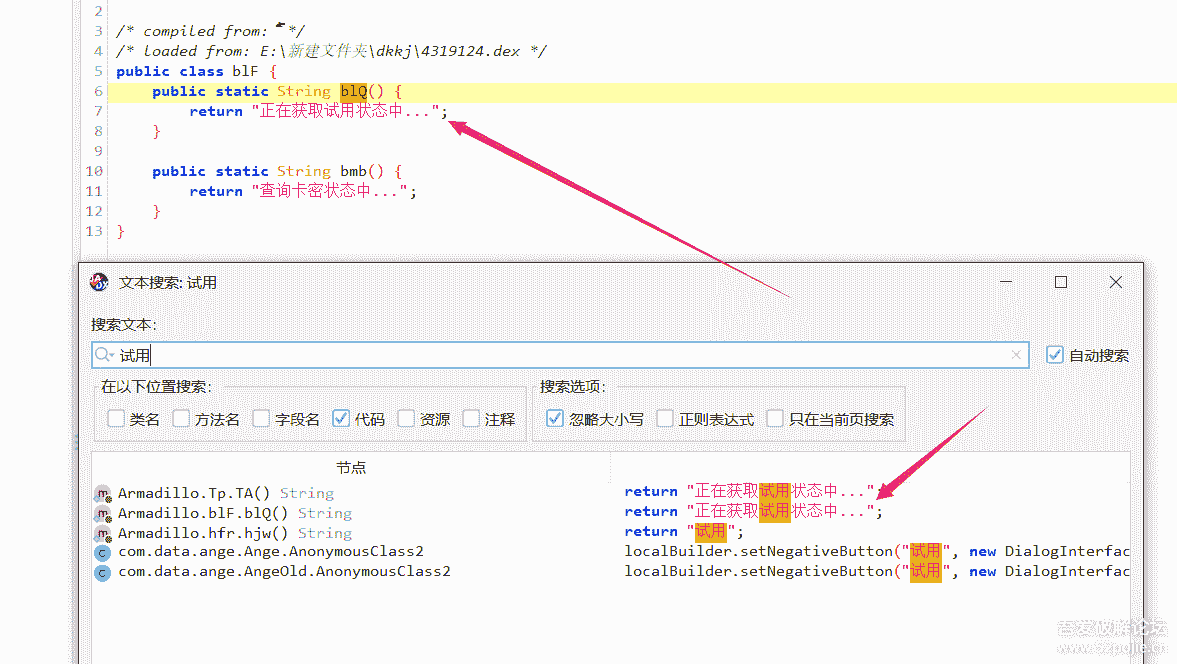 2
3 /* compiled from: */
4 /* loaded from: E:\新建文件夹\dkkj\4319124.dex */
5 public class blF {
6 public static String blQ() {
7 return "正在获取试用状态中...";
8 }
9
10 public static String bmb() {
11 return "查询卡密状态中...";
12 }
13 }
文本搜索: 试用
搜索文本:
试用 自动搜索
在以下位置搜索: 搜索选项:
类名 方法名 字段名 代码 资源 注释 忽略大小写 正则表达式 只在当前页搜索
节点
Armadillo.Tp.TA() String return "正在获取试用状态中...";
Armadillo.blF.blQ() String return "正在获取试用状态中...";
Armadillo.hfr.hjw() String return "试用";
com.data.ange.Ange.AnonymousClass2 localBuilder.setNegativeButton("试用", new DialogInterfac
com.data.ange.AngeOld.AnonymousClass2 localBuilder.setNegativeButton("试用", new DialogInterfac
吾爱破解论坛
www.52pojie.cn